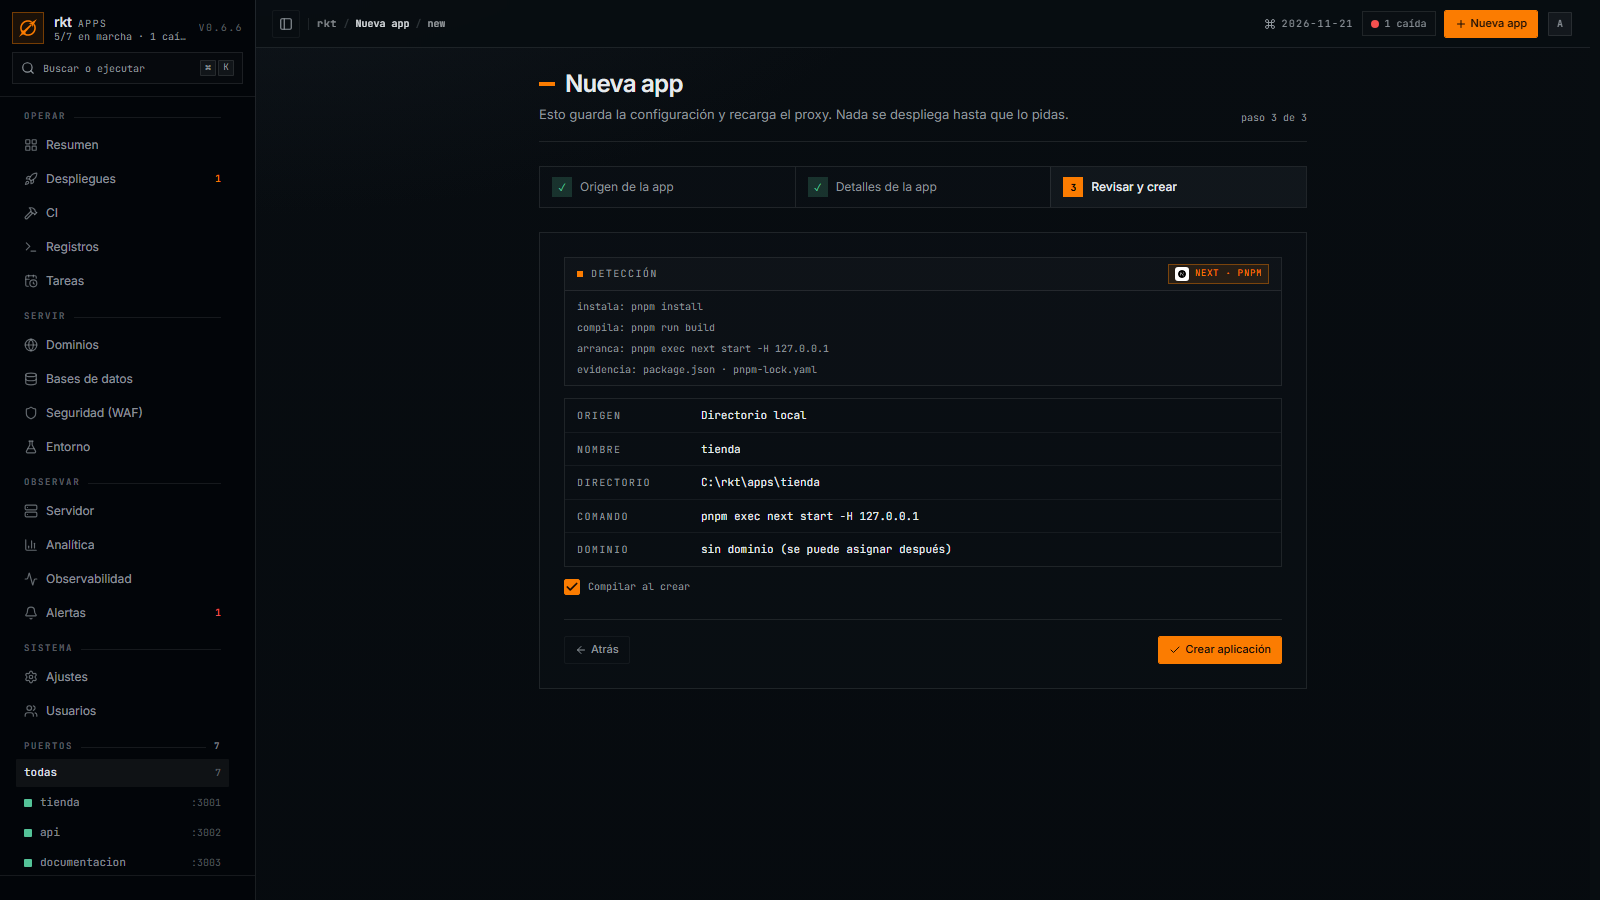 rkt APPS
5/7 en marcha · 1 caí…
V0.6.6
Buscar o ejecutar
⌘ K
OPERAR
Resumen
Despliegues 1
CI
Registros
Tareas
SERVIR
Dominios
Bases de datos
Seguridad (WAF)
Entorno
OBSERVAR
Servidor
Analítica
Observabilidad
Alertas 1
SISTEMA
Ajustes
Usuarios
PUERTOS 7
todas 7
tienda :3001
api :3002
documentacion :3003
rkt / Nueva app / new
⌘ 2026-11-21
1 caída
+ Nueva app
A
Nueva app
Esto guarda la configuración y recarga el proxy. Nada se despliega hasta que lo pidas.
paso 3 de 3
✓ Origen de la app
✓ Detalles de la app
3 Revisar y crear
DETECCIÓN
NEXT · PNPM
instala: pnpm install
compila: pnpm run build
arranca: pnpm exec next start -H 127.0.0.1
evidencia: package.json · pnpm-lock.yaml
ORIGEN Directorio local
NOMBRE tienda
DIRECTORIO C:\rkt\apps\tienda
COMANDO pnpm exec next start -H 127.0.0.1
DOMINIO sin dominio (se puede asignar después)
Compilar al crear
← Atrás
✓ Crear aplicación